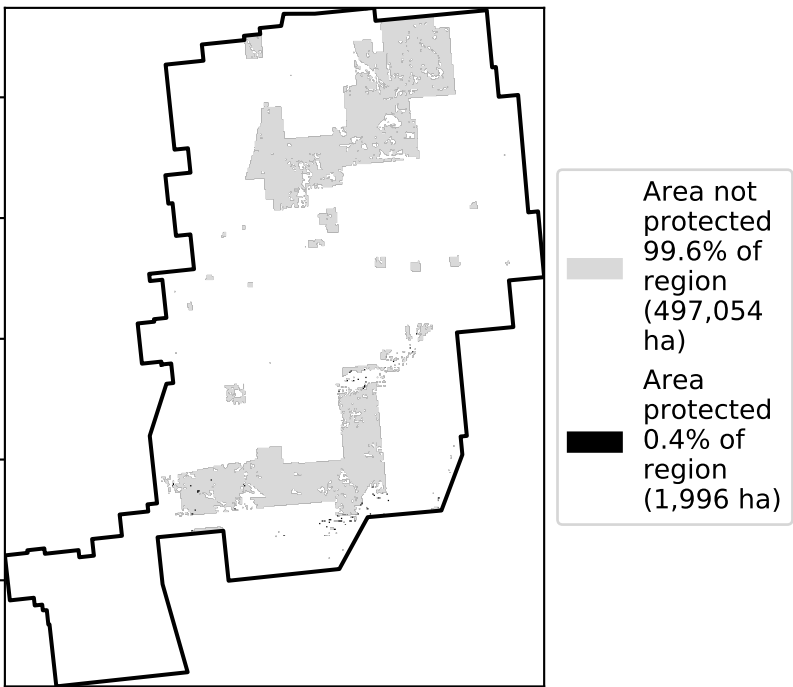 Area not
protected
99.6% of
region
(497,054
ha)
Area
protected
0.4% of
region
(1,996 ha)